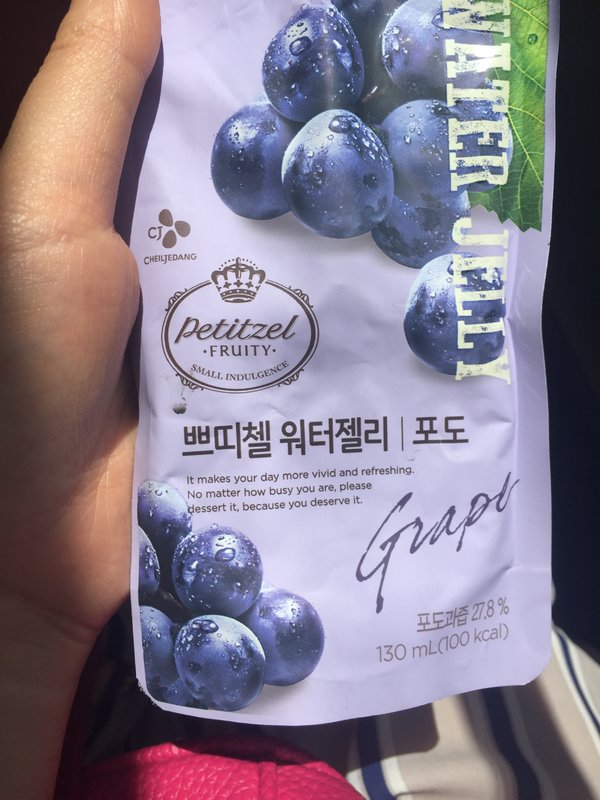 WATER JELLY
CJ
CHEILJEDANG
Petitzel
·FRUITY·
SMALL INDULGENCE
쁘띠첼 워터젤리 | 포도
It makes your day more vivid and refreshing.
No matter how busy you are, please
dessert it, because you deserve it.
Grape
포도과즙 27.8 %
130 mL(100 kcal)